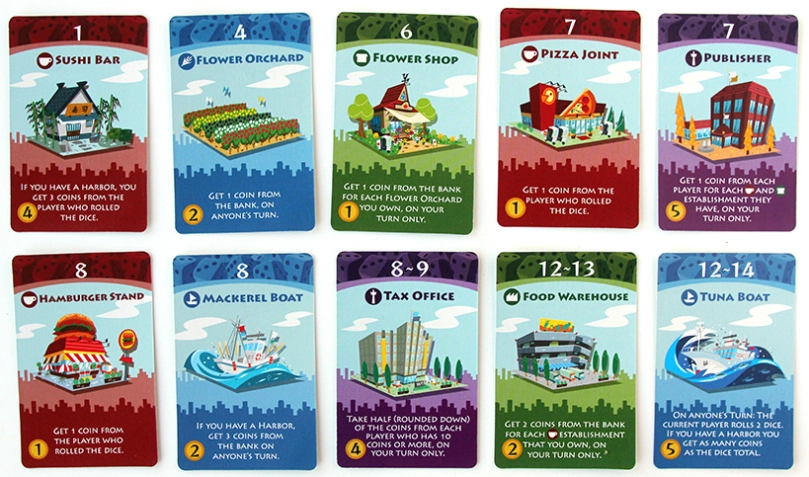 1
SUSHI BAR
IF YOU HAVE A HARBOR, YOU
GET 3 COINS FROM THE
PLAYER WHO ROLLED
THE DICE.
4
4
FLOWER ORCHARD
GET 1 COIN FROM
THE BANK, ON
ANYONE'S TURN.
2
6
FLOWER SHOP
GET 1 COIN FROM THE BANK
FOR EACH FLOWER ORCHARD
YOU OWN, ON YOUR
TURN ONLY.
1
7
PIZZA JOINT
GET 1 COIN FROM THE
PLAYER WHO ROLLED
THE DICE.
1
7
PUBLISHER
GET 1 COIN FROM EACH
PLAYER FOR EACH AND
ESTABLISHMENT THEY
HAVE, ON YOUR
TURN ONLY.
5
8
HAMBURGER STAND
GET 1 COIN FROM
THE PLAYER WHO
ROLLED THE DICE.
1
8
MACKEREL BOAT
IF YOU HAVE A HARBOR,
GET 3 COINS FROM
THE BANK ON
ANYONE'S TURN.
2
8~9
TAX OFFICE
TAKE HALF (ROUNDED DOWN)
OF THE COINS FROM EACH
PLAYER WHO HAS 10
COINS OR MORE, ON
YOUR TURN ONLY.
4
12~13
FOOD WAREHOUSE
GET 2 COINS FROM THE BANK
FOR EACH ESTABLISHMENT
THAT YOU OWN, ON
YOUR TURN ONLY.
2
12~14
TUNA BOAT
ON ANYONE'S TURN: THE
CURRENT PLAYER ROLLS 2 DICE.
IF YOU HAVE A HARBOR YOU
GET AS MANY COINS
AS THE DICE TOTAL.
5